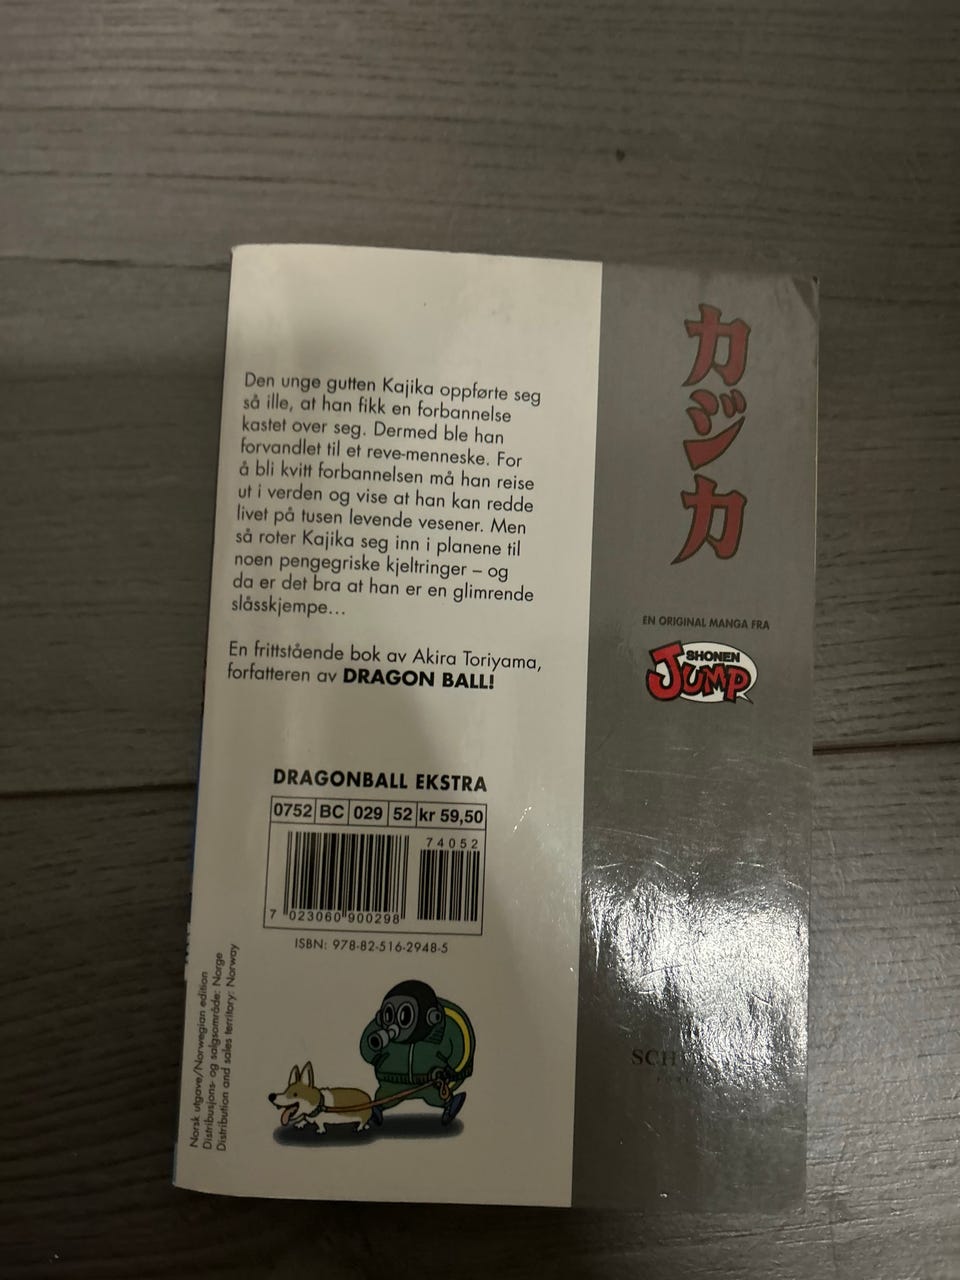 Den unge gutten Kajika oppførte seg
så ille, at han fikk en forbannelse
kastet over seg. Dermed ble han
forvandlet til et reve-menneske. For
å bli kvitt forbannelsen må han reise
ut i verden og vise at han kan redde
livet på tusen levende vesener. Men
så roter Kajika seg inn i planene til
noen pengegriske kjeltringer – og
da er det bra at han er en glimrende
slåsskjempe...
En frittstående bok av Akira Toriyama,
forfatteren av DRAGON BALL!
DRAGONBALL EKSTRA
0752 BC 029 52 kr 59,50
74052
7 023060 900298
ISBN: 978-82-516-2948-5
Norsk utgave/Norwegian edition
Distribusjons- og salgsområde: Norge
Distribution and sales territory: Norway
カジカ
EN ORIGINAL MANGA FRA
SHONEN
JUMP